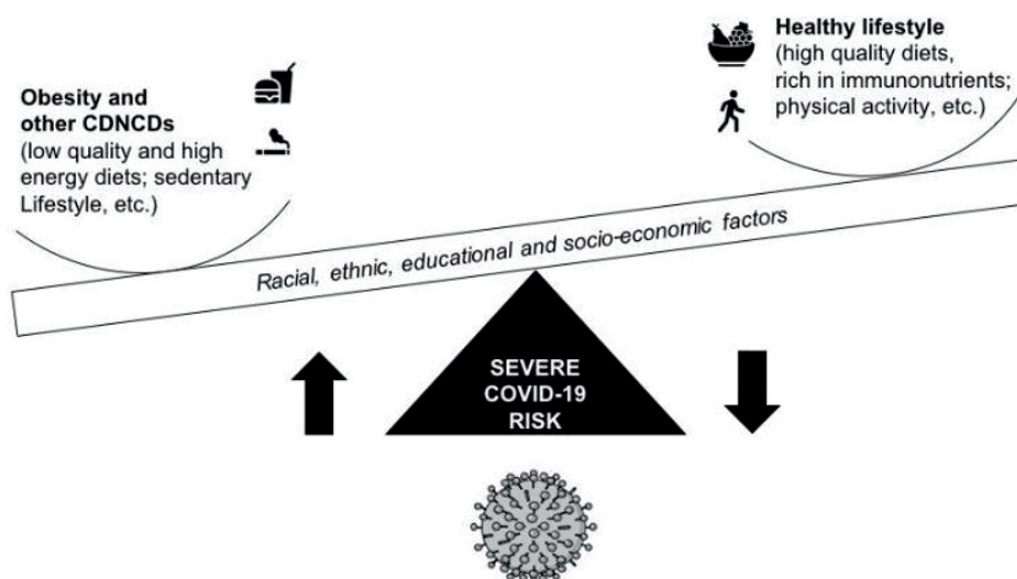 Obesity and
other CDNCDs
(low quality and high
energy diets; sedentary
Lifestyle, etc.)
Healthy lifestyle
(high quality diets,
rich in immunonutrients;
physical activity, etc.)
Racial, ethnic, educational and socio-economic factors
SEVERE
COVID-19
RISK